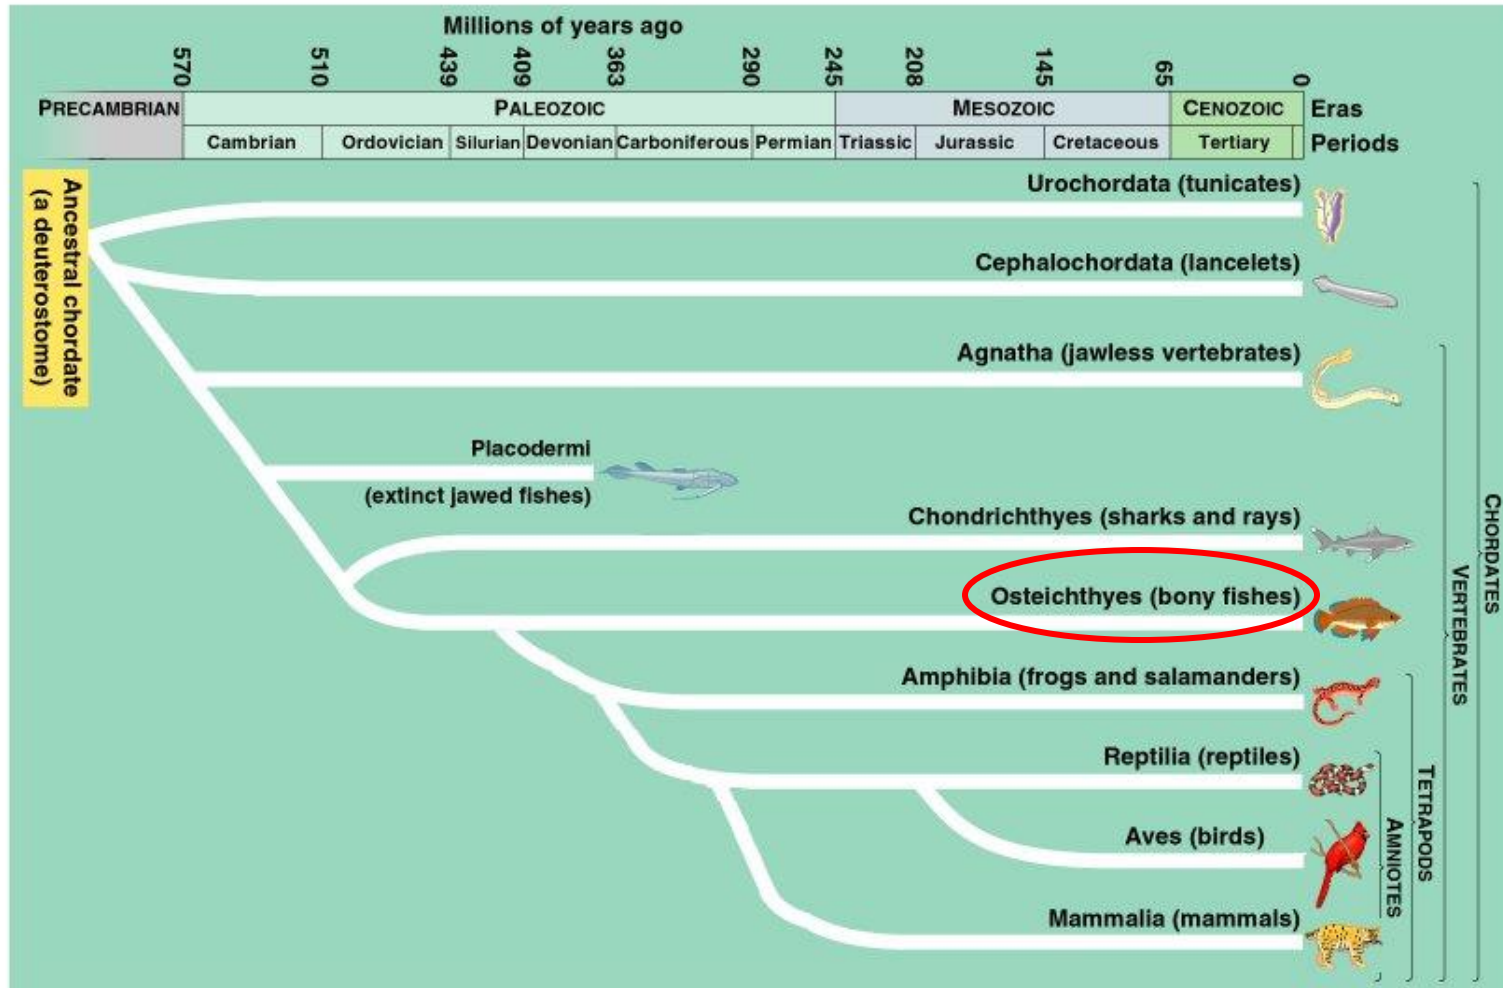 Millions of years ago
570 510 439 409 363 290 245 208 145 65 0
PRECAMBRIAN PALEOZOIC MESOZOIC CENOZOIC Eras
Cambrian Ordovician Silurian Devonian Carboniferous Permian Triassic Jurassic Cretaceous Tertiary Periods
Ancestral chordate
(a deuterostome)
Urochordata (tunicates)
Cephalochordata (lancelets)
Agnatha (jawless vertebrates)
Placodermi
(extinct jawed fishes)
Chondrichthyes (sharks and rays)
Osteichthyes (bony fishes)
Amphibia (frogs and salamanders)
Reptilia (reptiles)
Aves (birds)
Mammalia (mammals)
AMNIOTES
TETRAPODS
VERTEBRATES
CHORDATES